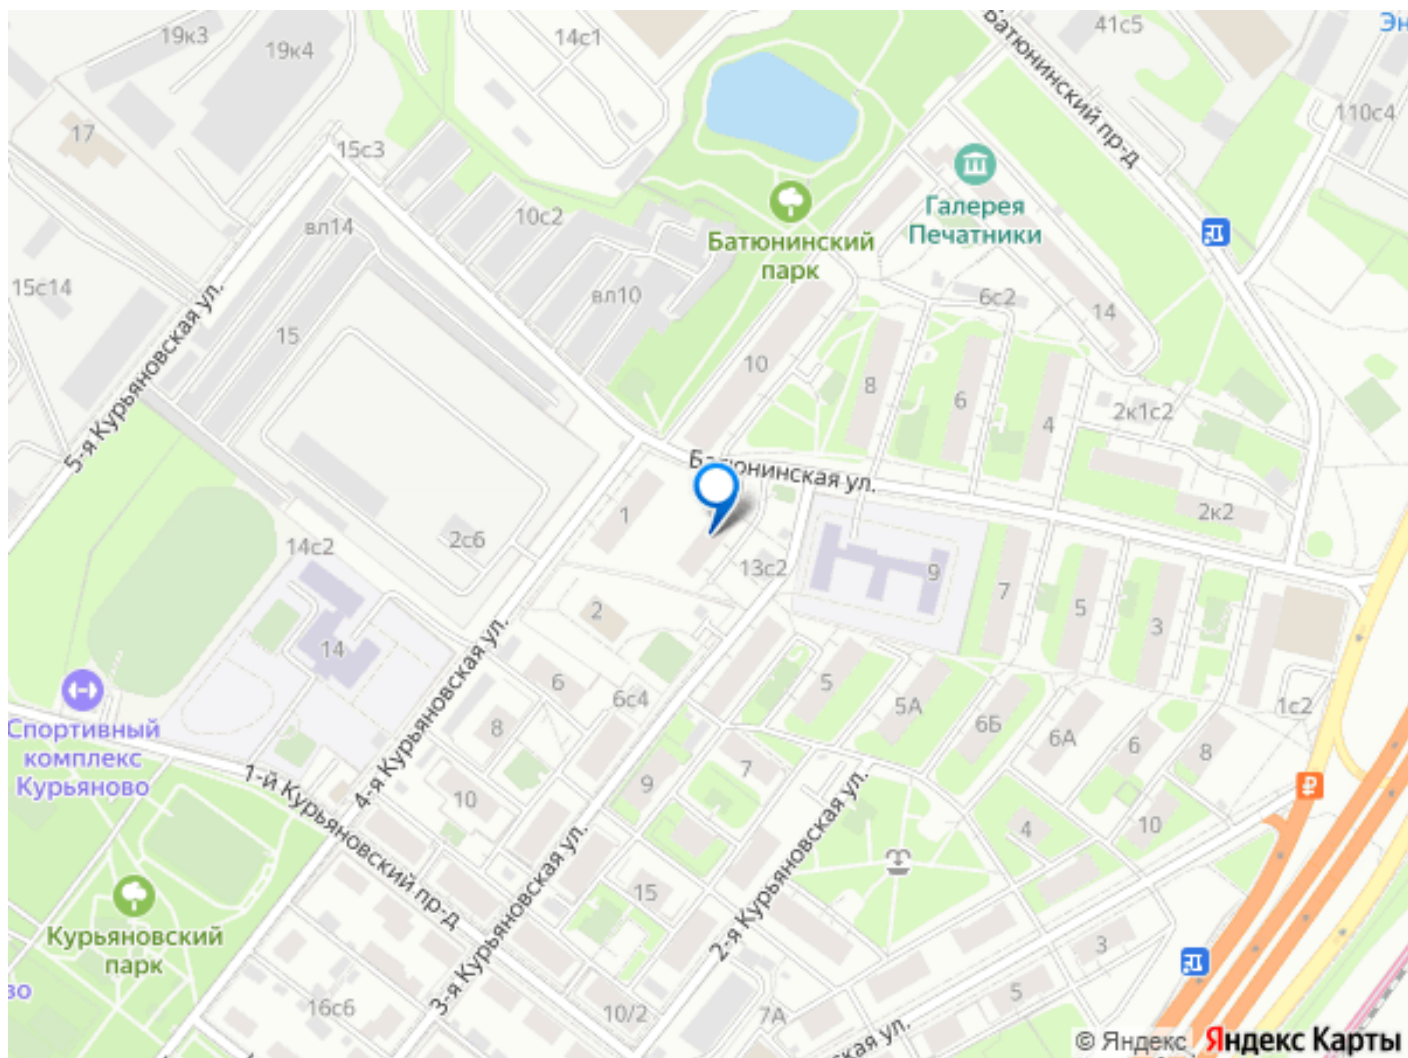 19к3
19к4
14с1
Батюнинский пр-д
41с5
Эн
110с4
17
15с3
10с2
вл14
Галерея
Печатники
Батюнинский
парк
15с14
5-я Курьяновская ул.
15
вл10
6с2
14
10
8
6
4
2к1с2
Батюнинская ул.
2к2
1
2с6
14с2
13с2
9
7
5
3
2
14
4-я Курьяновская ул.
6
6с4
5
5А
6Б
6А
6
8
1с2
Спортивный
комплекс
Курьяново
8
10
9
7
1-й Курьяновский пр-д
3-я Курьяновская ул.
2-я Курьяновская ул.
4
10
15
Курьяновский
парк
во
16с6
10/2
7А
5
3
ская ул.
© Яндекс Яндекс Карты